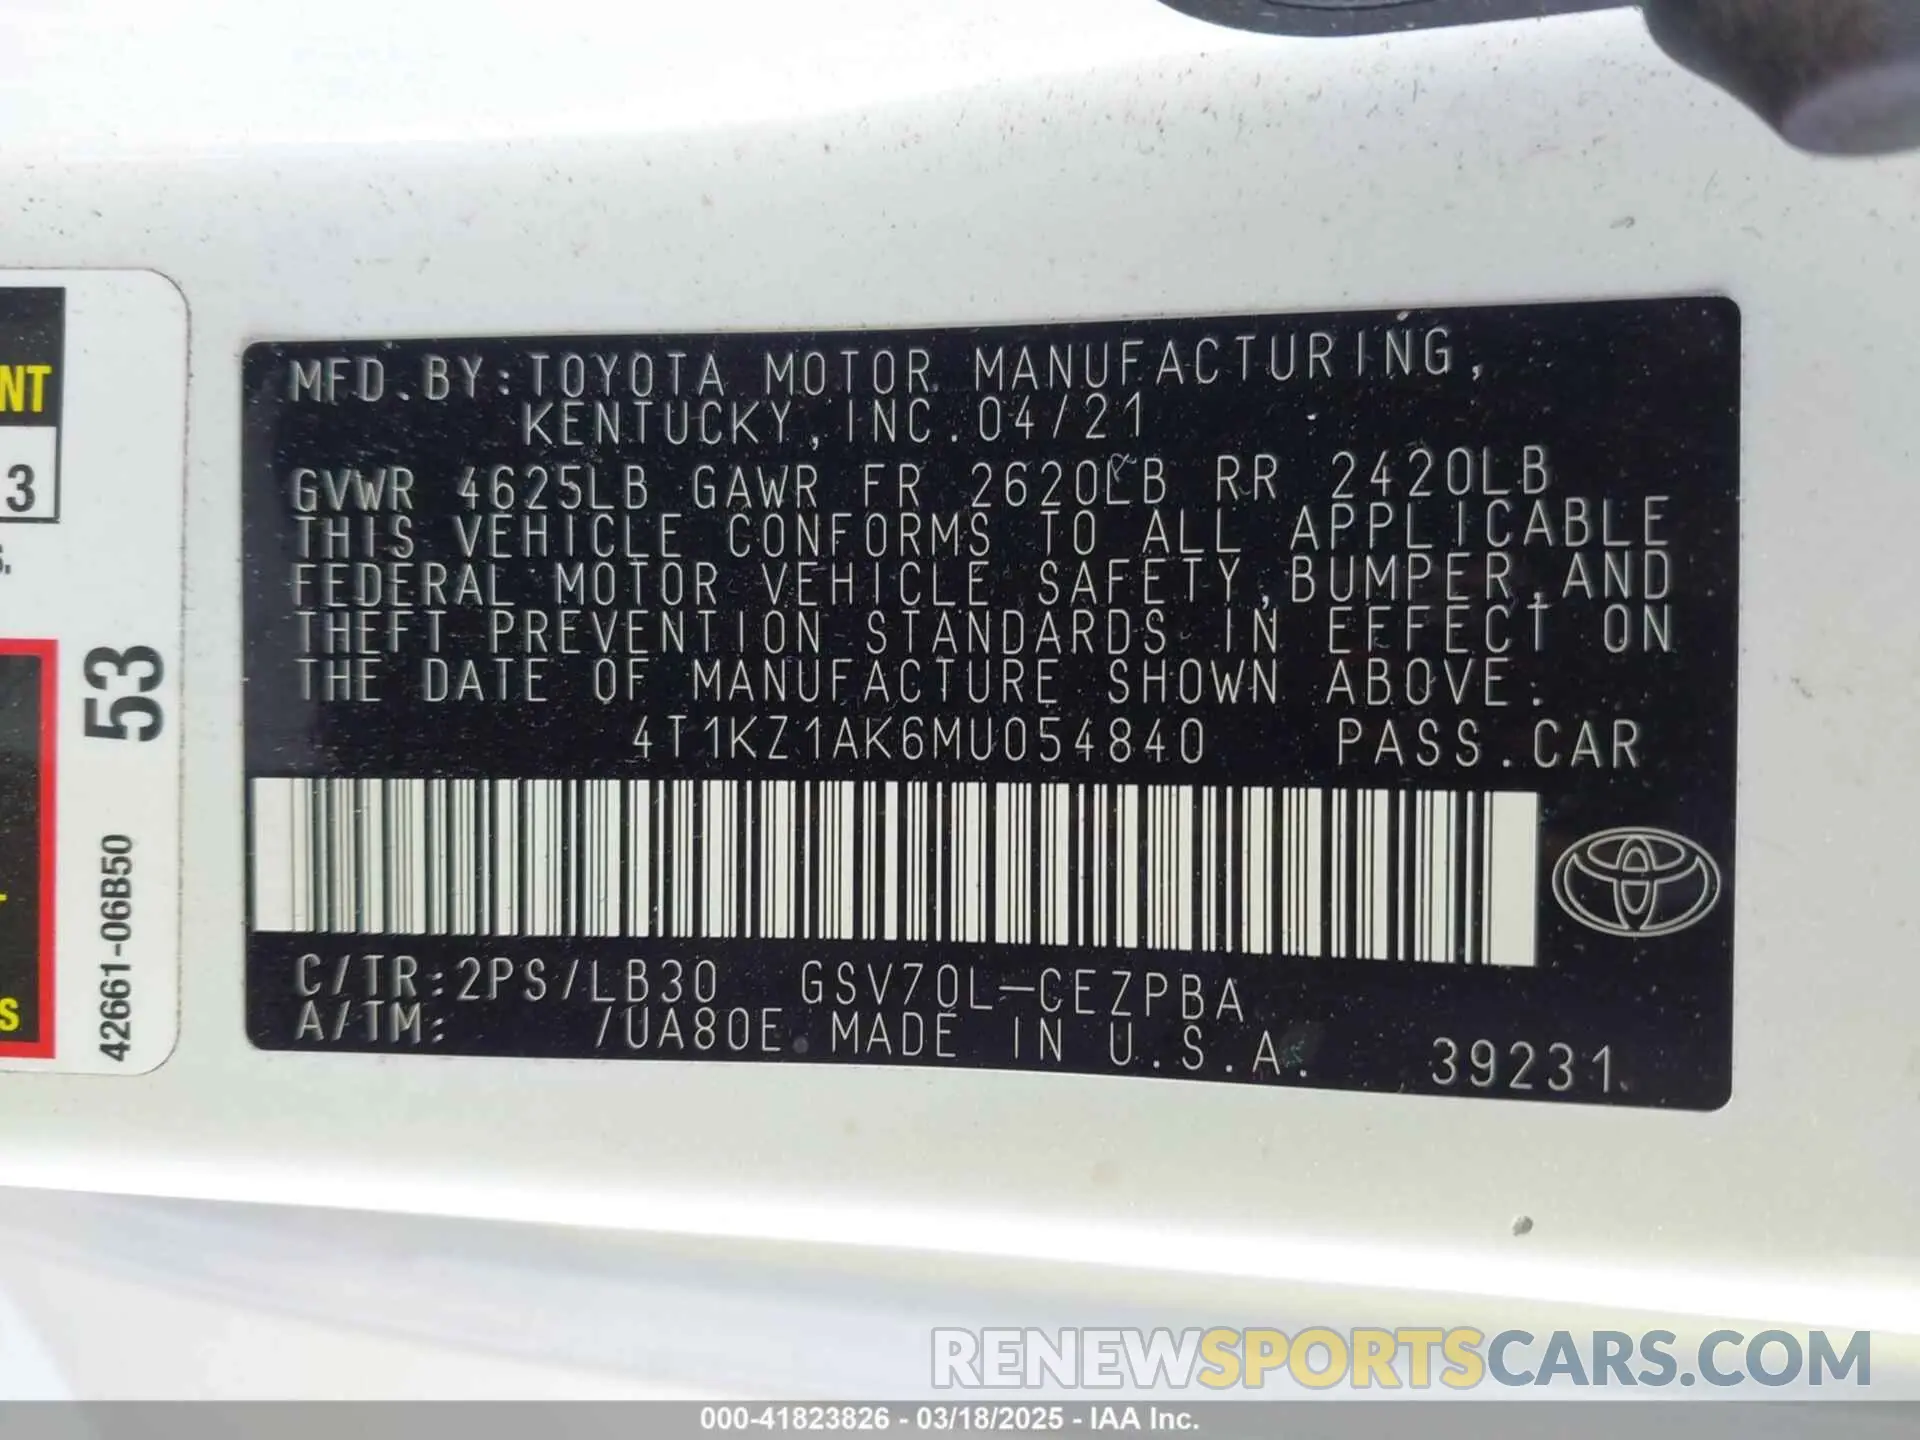 NT
3
S.
53
42661-06B50
S
MFD.BY:TOYOTA MOTOR MANUFACTURING,
KENTUCKY,INC.04/21
GVWR 4625LB GAWR FR 2620LB RR 2420LB
THIS VEHICLE CONFORMS TO ALL APPLICABLE
FEDERAL MOTOR VEHICLE SAFETY,BUMPER,AND
THEFT PREVENTION STANDARDS IN EFFECT ON
THE DATE OF MANUFACTURE SHOWN ABOVE.
4T1KZ1AK6MU054840 PASS.CAR
C/TR:2PS/LB30 GSV70L-CEZPBA
A/TM: /UA80E MADE IN U.S.A. 39231
RENEWSPORTSCARS.COM
000-41823826 - 03/18/2025 - IAA Inc.